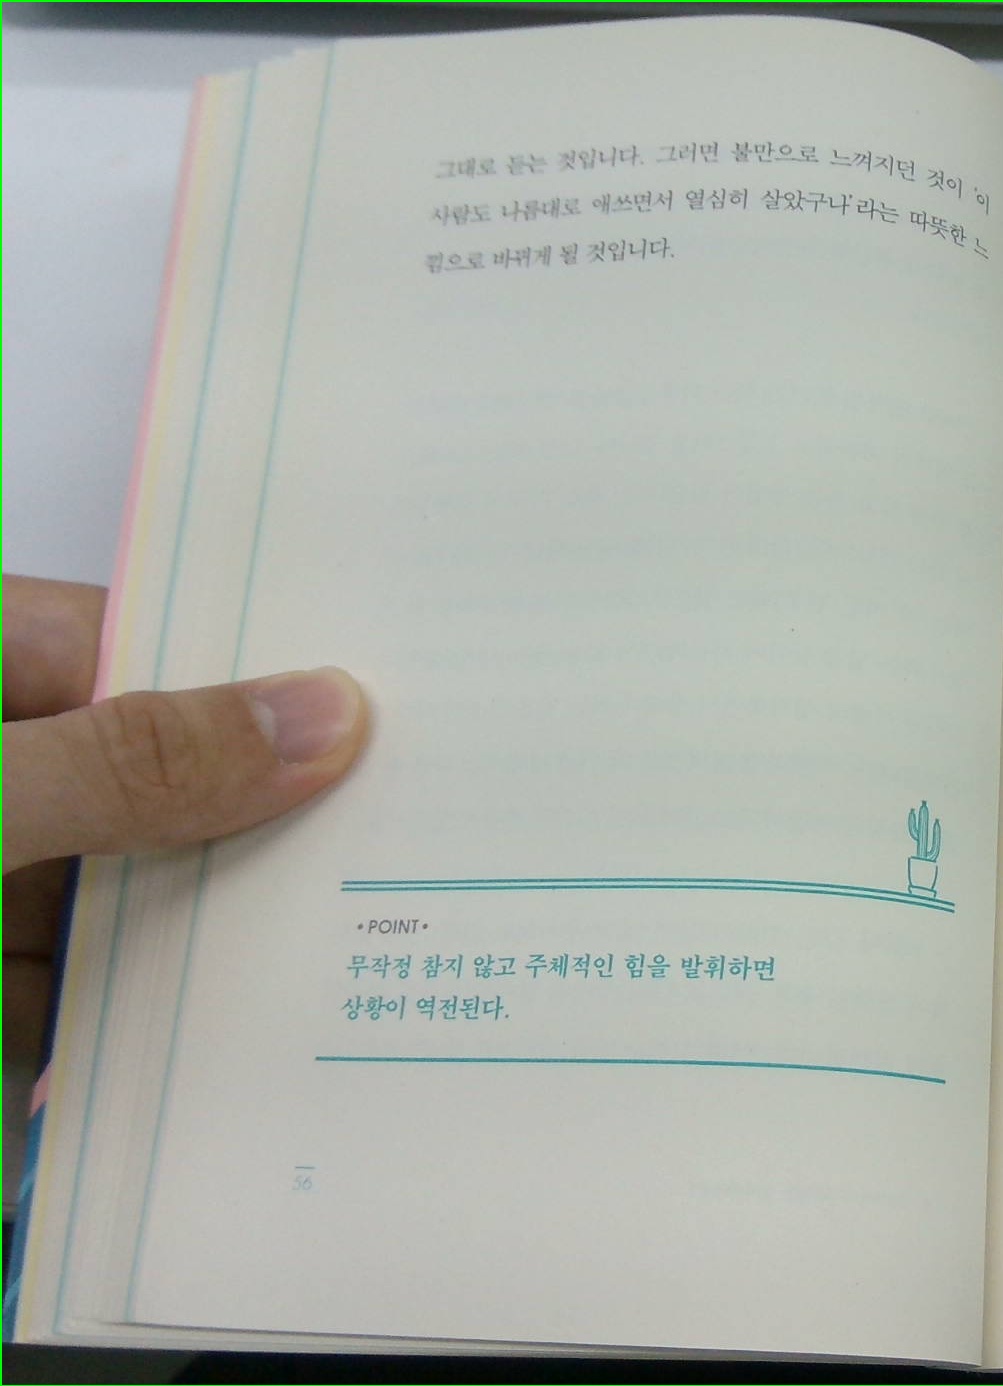 그대로 듣는 것입니다. 그러면 불만으로 느껴지던 것이 '이
사람도 나름대로 애쓰면서 열심히 살았구나'라는 따뜻한 느
낌으로 바뀌게 될 것입니다.
• POINT •
무작정 참지 않고 주체적인 힘을 발휘하면
상황이 역전된다.
56